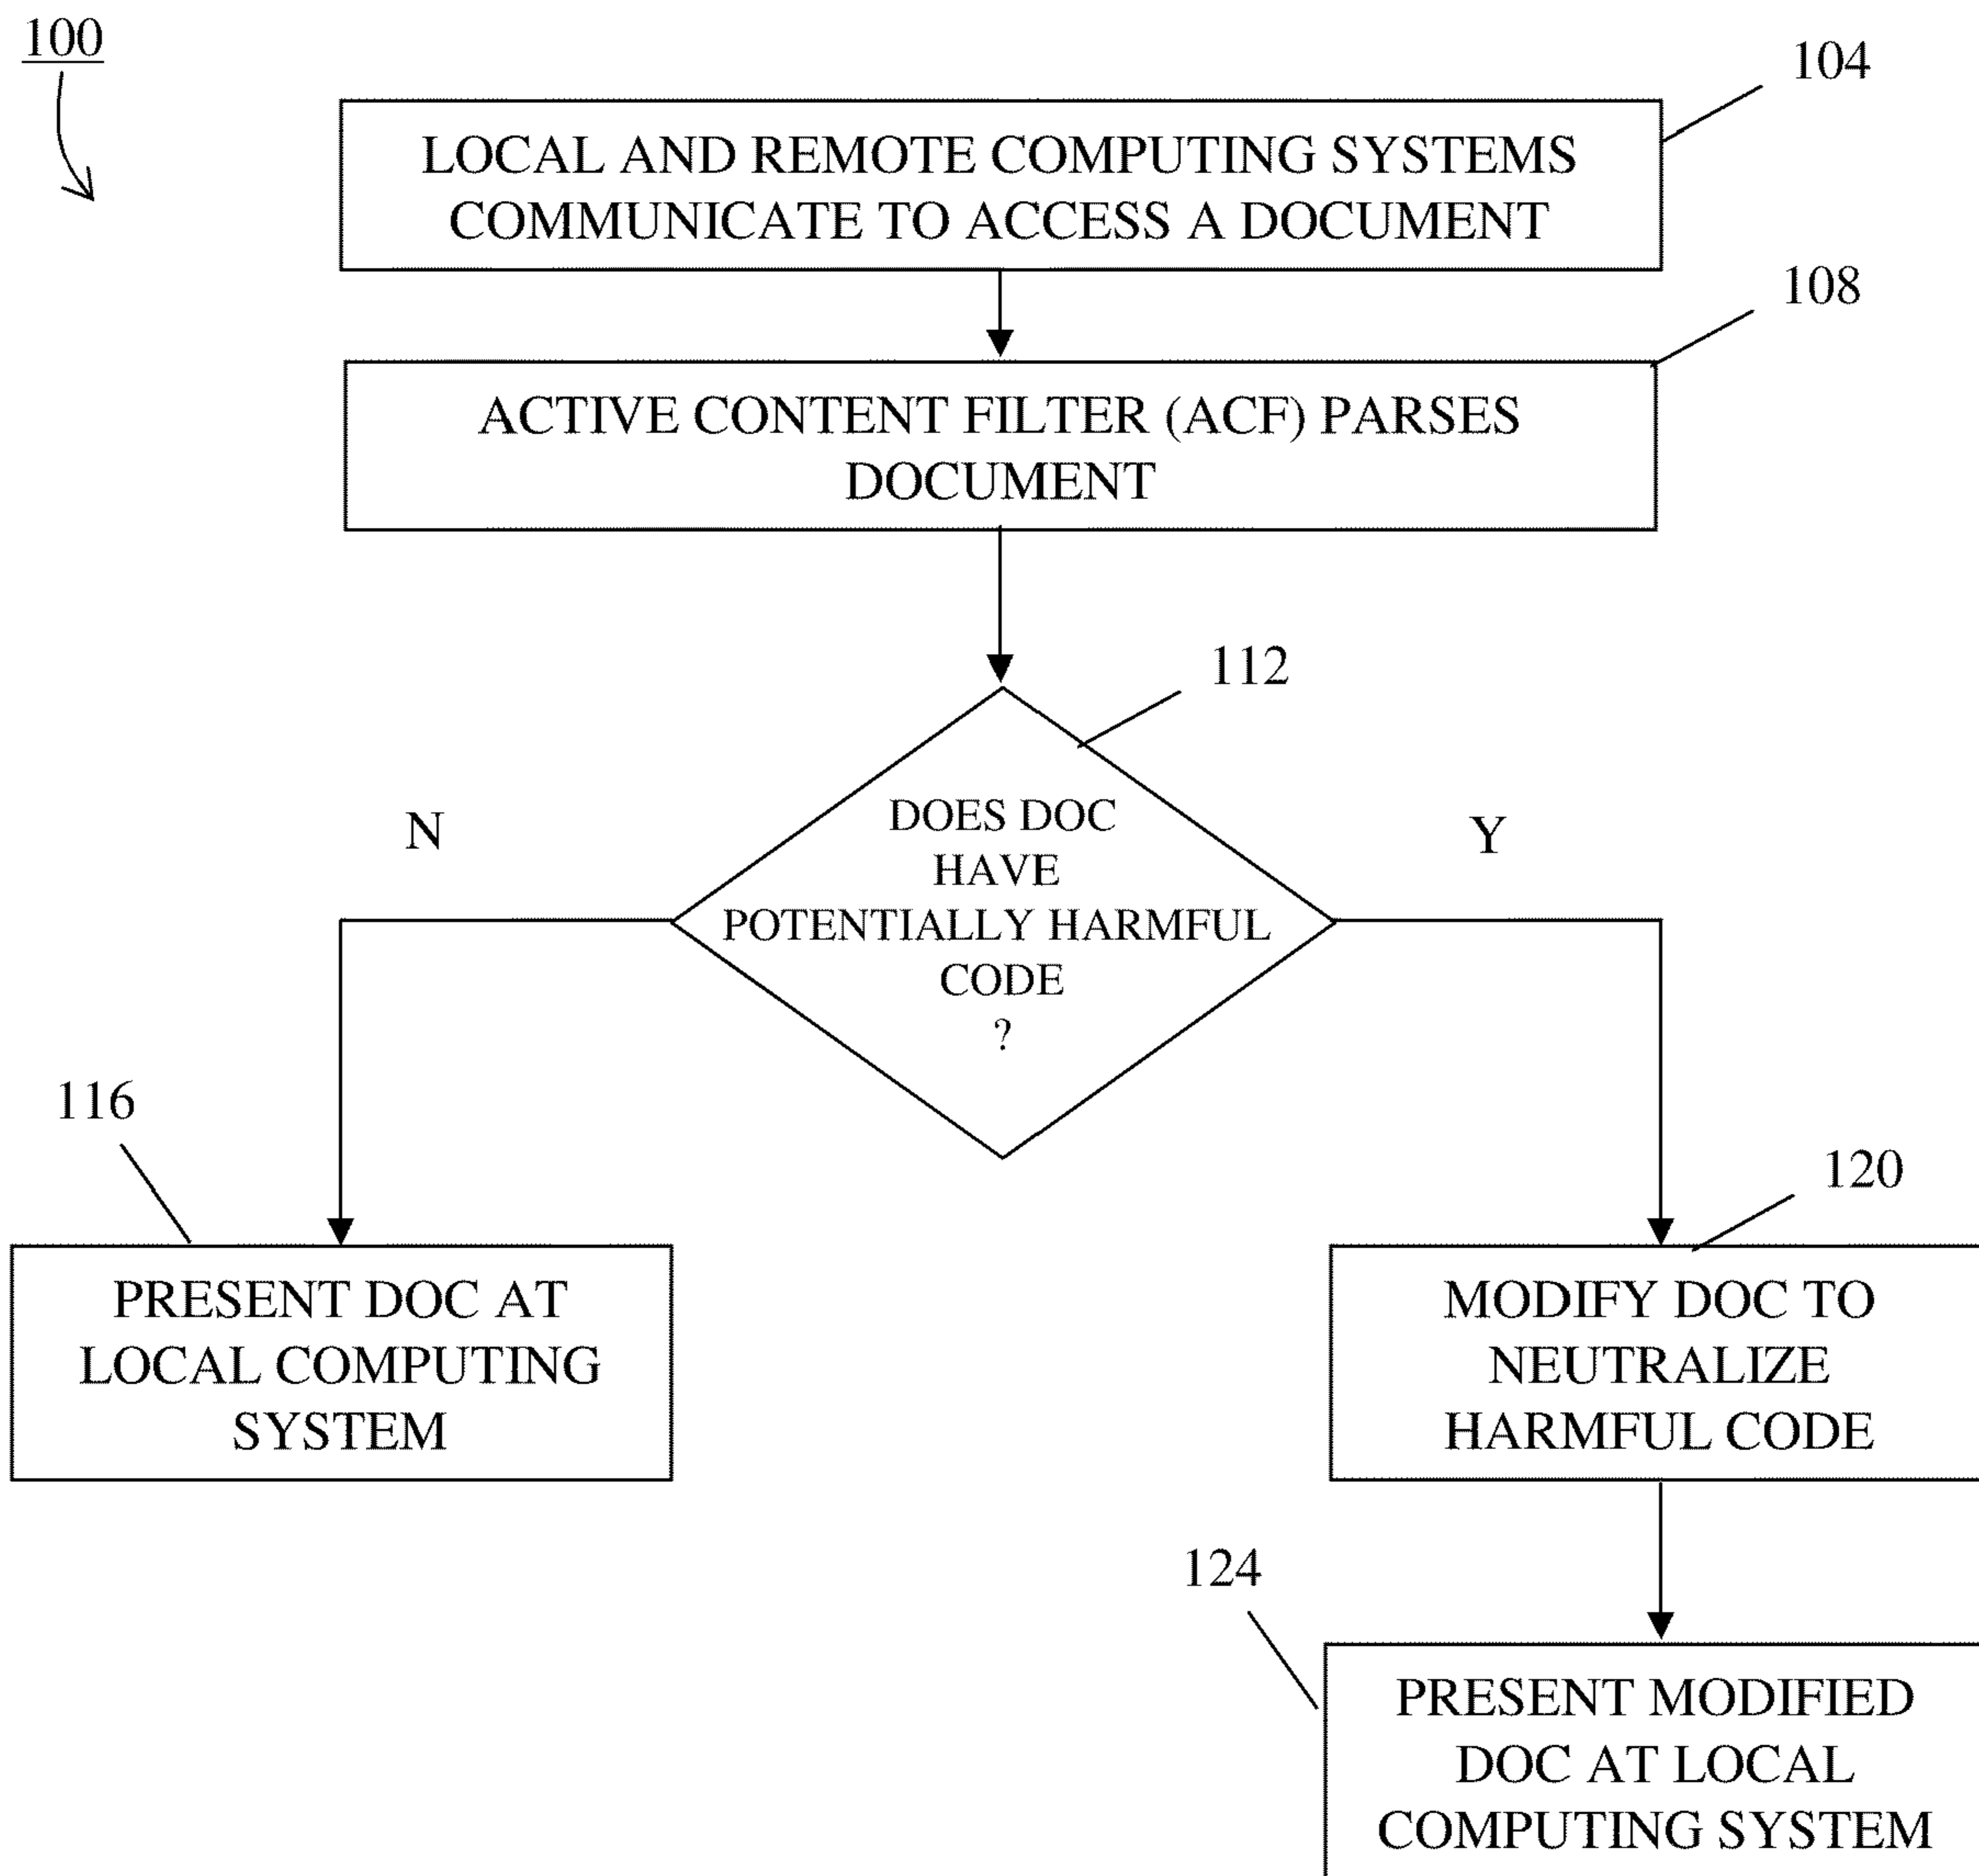 100
104
LOCAL AND REMOTE COMPUTING SYSTEMS
COMMUNICATE TO ACCESS A DOCUMENT
108
ACTIVE CONTENT FILTER (ACF) PARSES
DOCUMENT
112
DOES DOC
HAVE
POTENTIALLY HARMFUL
CODE
?
N
Y
116
PRESENT DOC AT
LOCAL COMPUTING
SYSTEM
120
MODIFY DOC TO
NEUTRALIZE
HARMFUL CODE
124
PRESENT MODIFIED
DOC AT LOCAL
COMPUTING SYSTEM